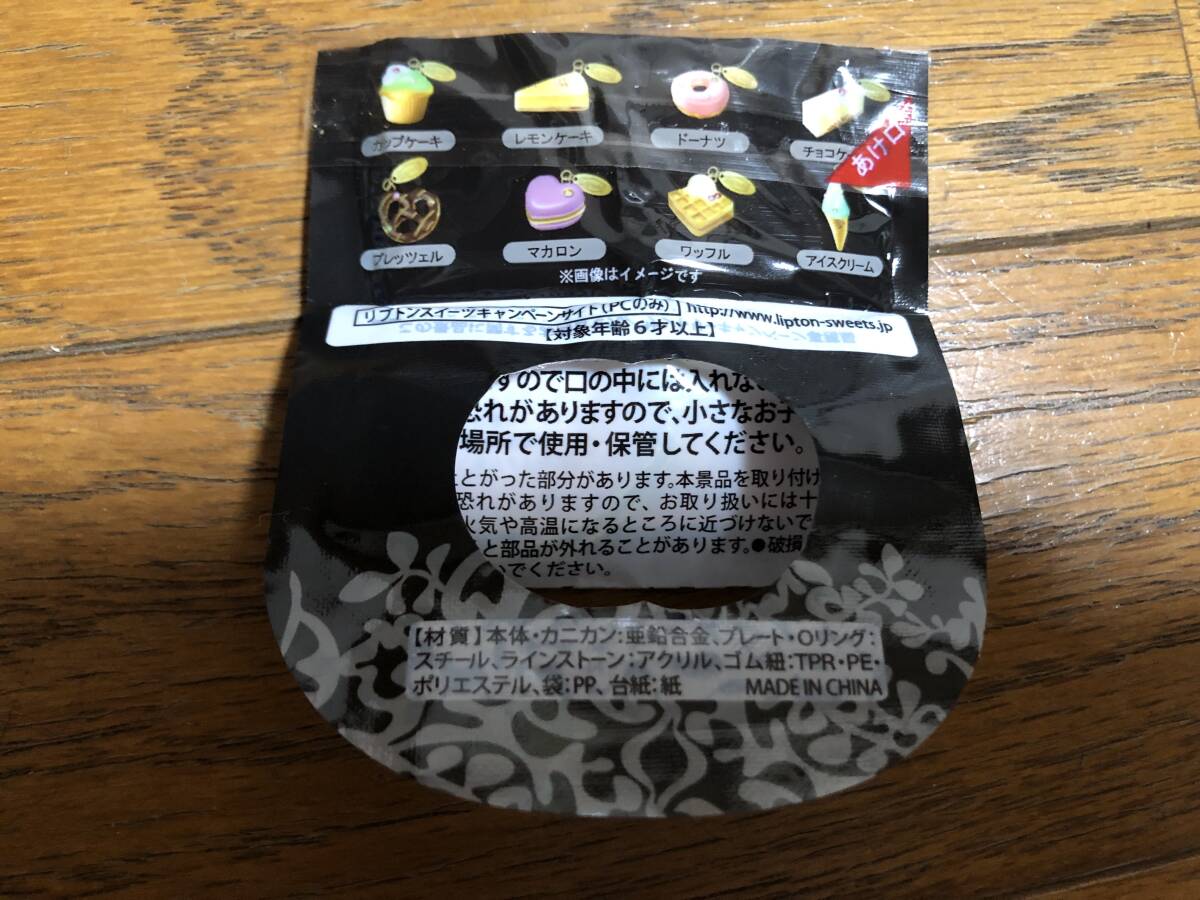 カップケーキ レモンケーキ ドーナツ チョコケ
あけ口
プレッツェル マカロン ワッフル アイスクリーム
※画像はイメージです
リプトンスイーツキャンペーンサイト(PCのみ) http://www.lipton-sweets.jp
【対象年齢6才以上】
すので口の中には入れな
恐れがありますので、小さなお子
場所で使用・保管してください。
とがった部分があります。本景品を取り付け
恐れがありますので、お取り扱いには十
火気や高温になるところに近づけないで
と部品が外れることがあります。●破損
でください。
【材質】本体・カニカン:亜鉛合金、プレート・Oリング:
スチール、ラインストーン:アクリル、ゴム紐:TPR・PE・
ポリエステル、袋:PP、台紙:紙 MADE IN CHINA